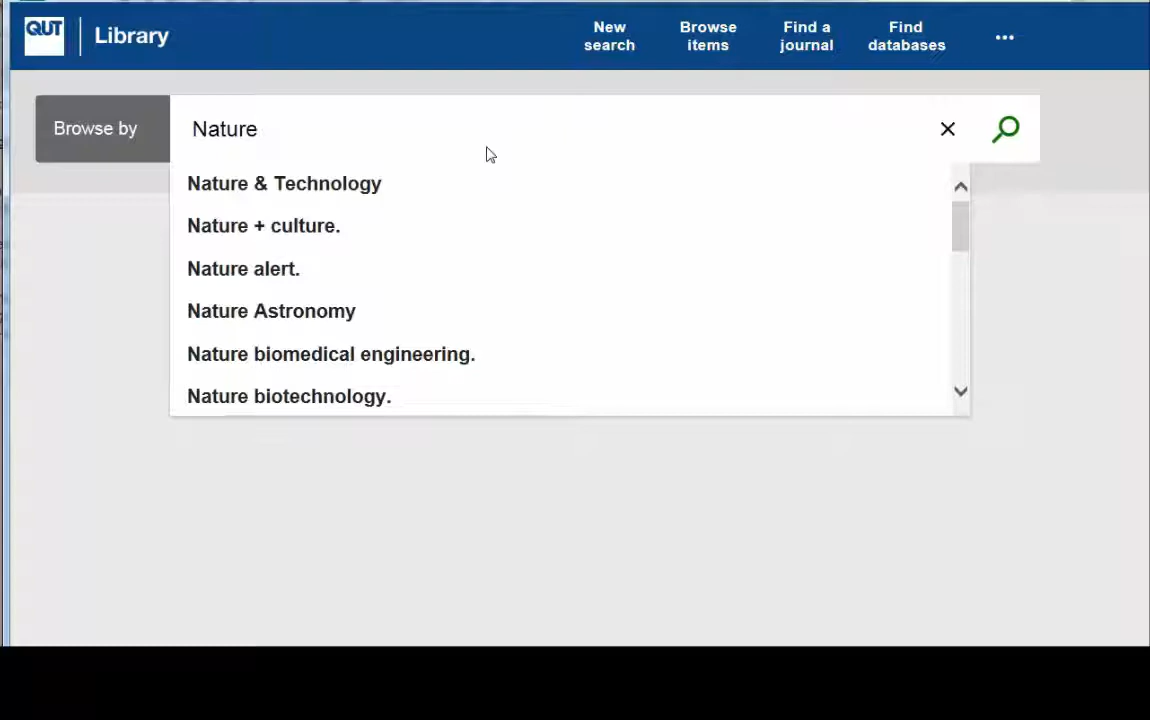 QUT
Library
New search
Browse items
Find a journal
Find databases
...
Browse by
Nature
Nature & Technology
Nature + culture.
Nature alert.
Nature Astronomy
Nature biomedical engineering.
Nature biotechnology.